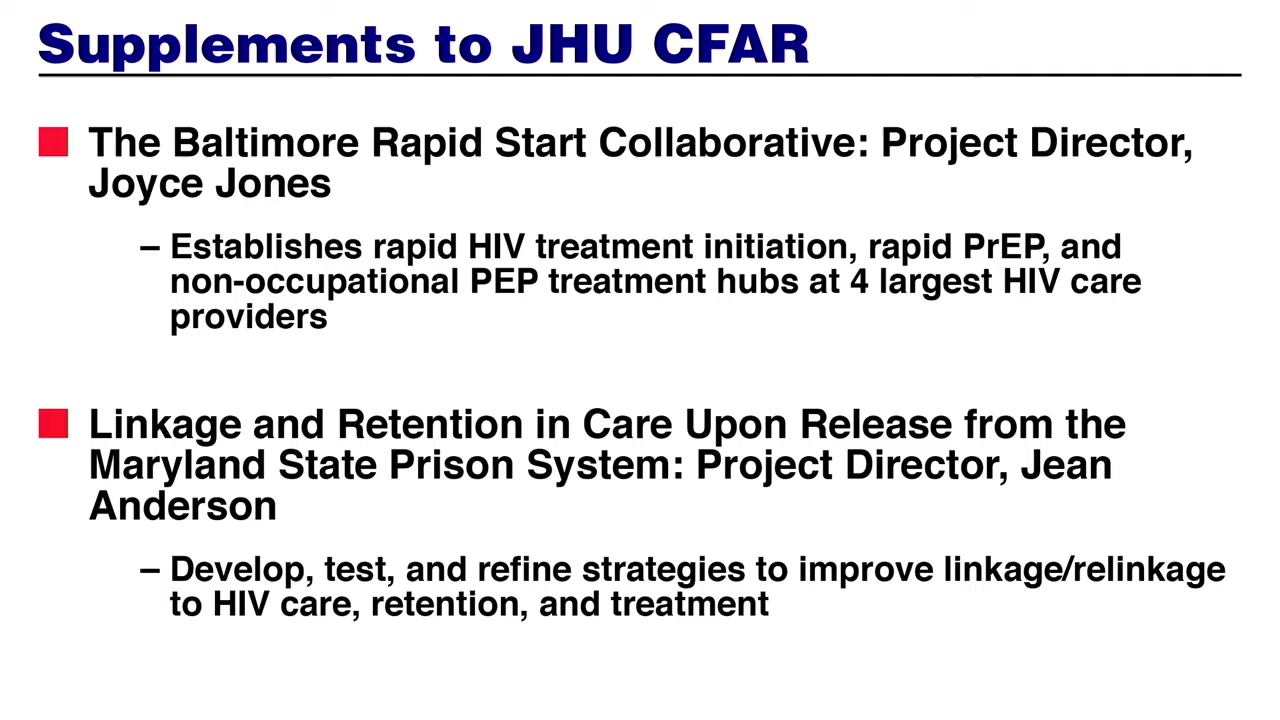 Supplements to JHU CFAR
The Baltimore Rapid Start Collaborative: Project Director,
Joyce Jones
– Establishes rapid HIV treatment initiation, rapid PrEP, and
non-occupational PEP treatment hubs at 4 largest HIV care
providers
Linkage and Retention in Care Upon Release from the
Maryland State Prison System: Project Director, Jean
Anderson
– Develop, test, and refine strategies to improve linkage/relinkage
to HIV care, retention, and treatment